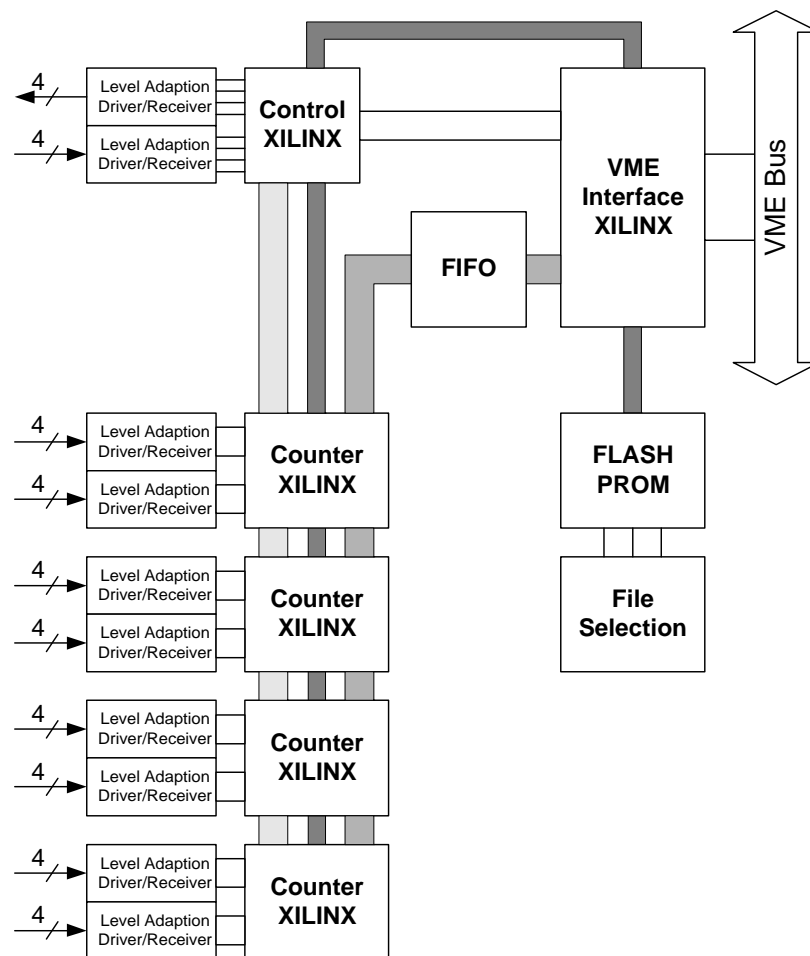 4
Level Adaption
Driver/Receiver
4
Level Adaption
Driver/Receiver
Control
XILINX
VME
Interface
XILINX
VME Bus
FIFO
4
Level Adaption
Driver/Receiver
4
Level Adaption
Driver/Receiver
Counter
XILINX
FLASH
PROM
4
Level Adaption
Driver/Receiver
4
Level Adaption
Driver/Receiver
Counter
XILINX
File
Selection
4
Level Adaption
Driver/Receiver
4
Level Adaption
Driver/Receiver
Counter
XILINX
4
Level Adaption
Driver/Receiver
4
Level Adaption
Driver/Receiver
Counter
XILINX